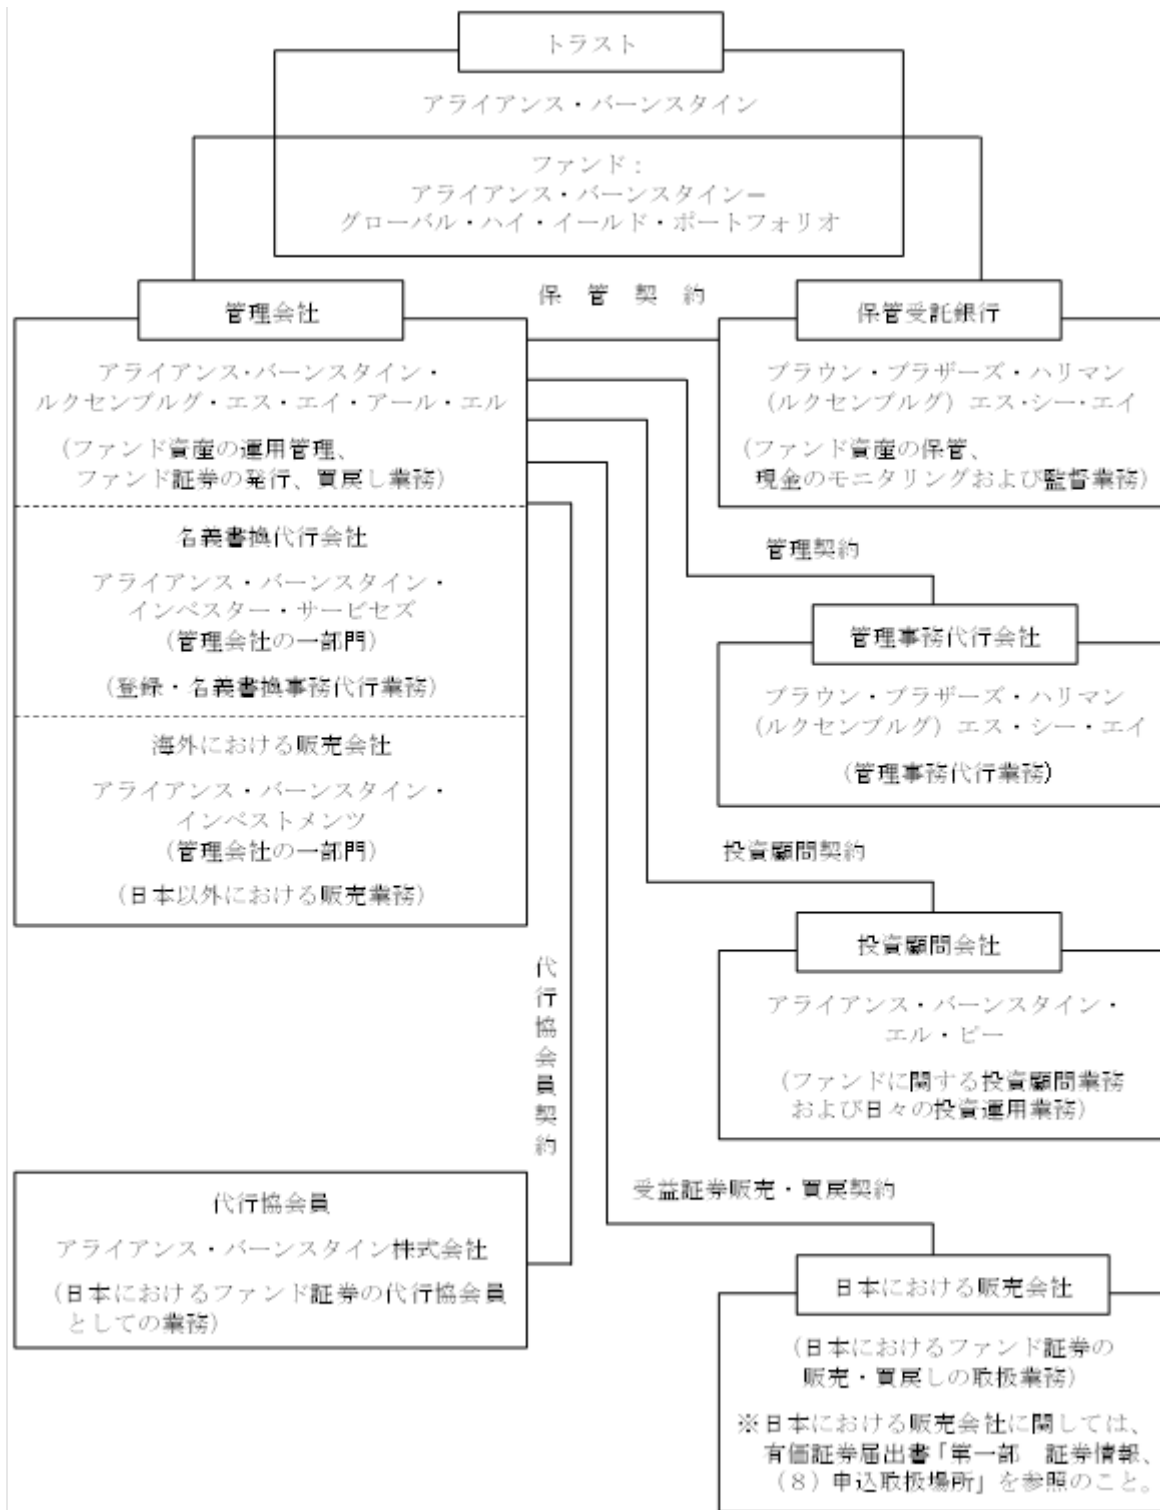 トラスト
アライアンス・バーンスタイン
ファンド：
アライアンス・バーンスタイン－
グローバル・ハイ・イールド・ポートフォリオ
保管契約
管理会社
アライアンス・バーンスタイン・
ルクセンブルグ・エス・エイ・アール・エル
（ファンド資産の運用管理、
ファンド証券の発行、買戻し業務）
名義書換代行会社
アライアンス・バーンスタイン・
インベスター・サービセズ
（管理会社の一部門）
（登録・名義書換事務代行業務）
海外における販売会社
アライアンス・バーンスタイン・
インベストメンツ
（管理会社の一部門）
（日本以外における販売業務）
保管受託銀行
ブラウン・ブラザーズ・ハリマン
（ルクセンブルグ）エス・シー・エイ
（ファンド資産の保管、
現金のモニタリングおよび監督業務）
管理契約
管理事務代行会社
ブラウン・ブラザーズ・ハリマン
（ルクセンブルグ）エス・シー・エイ
（管理事務代行業務）
投資顧問契約
投資顧問会社
アライアンス・バーンスタイン・
エル・ピー
（ファンドに関する投資顧問業務
および日々の投資運用業務）
代行協会員契約
代行協会員
アライアンス・バーンスタイン株式会社
（日本におけるファンド証券の代行協会員
としての業務）
受益証券販売・買戻契約
日本における販売会社
（日本におけるファンド証券の
販売・買戻しの取扱業務）
※日本における販売会社に関しては、
有価証券届出書「第一部　証券情報、
（8）申込取扱場所」を参照のこと。